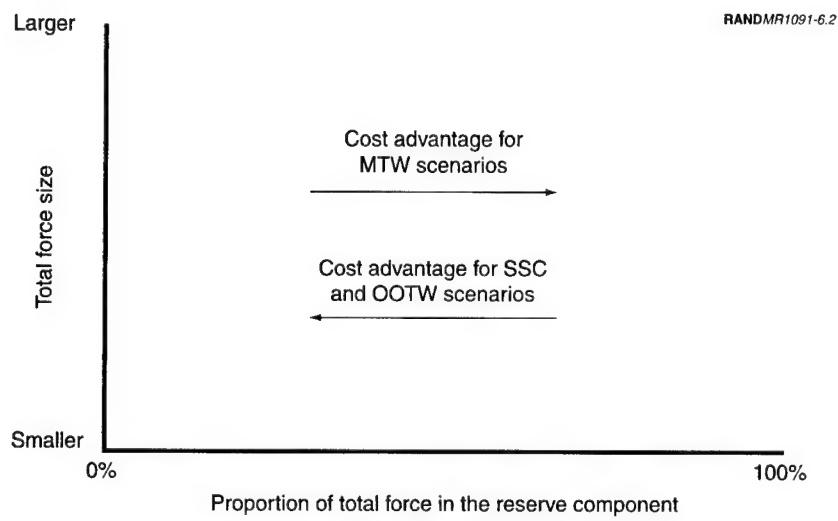 Larger
RANDMR1091-6.2
Cost advantage for
MTW scenarios
Total force size
Cost advantage for SSC
and OOTW scenarios
Smaller
0%
100%
Proportion of total force in the reserve component